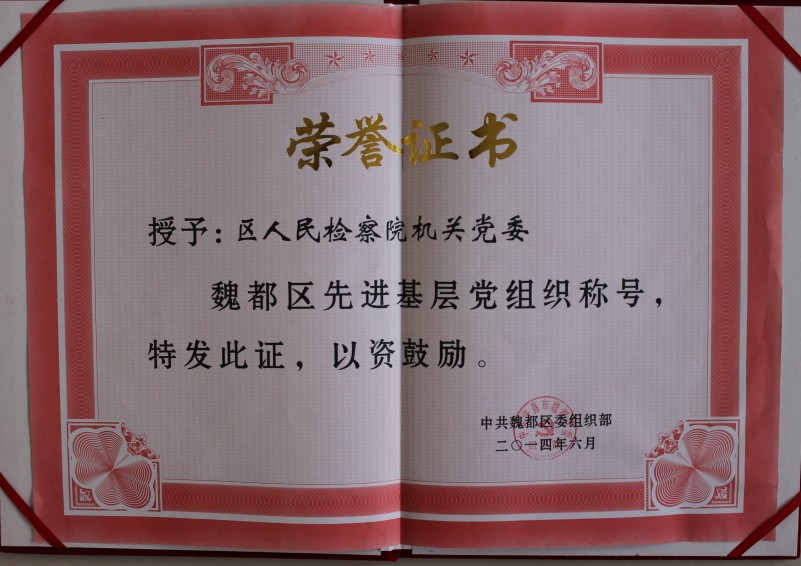 荣誉证书
授予：区人民检察院机关党委
魏都区先进基层党组织称号，
特发此证，以资鼓励。
中共魏都区委组织部
二〇一四年六月